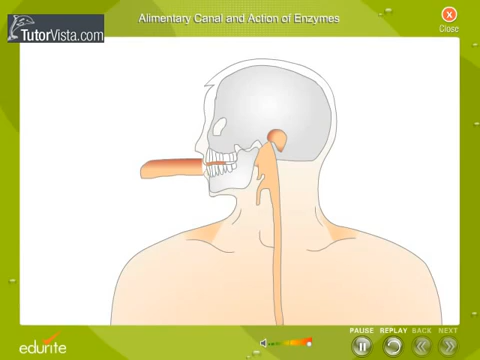 Alimentary Canal and Action of Enzymes
TutorVista.com
Close
PAUSE REPLAY BACK NEXT
edurite